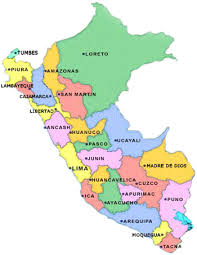 TUMBES
LORETO
PIURA
AMAZONAS
LAMBAYEQUE
CAJAMARCA
SAN MARTIN
LIBERTAD
ANCASH
HUANUCO
PASCO
UCAYALI
JUNIN
LIMA
MADRE DE DIOS
HUANCAVELICA
CUZCO
ICA
APURIMAC
AYACUCHO
PUNO
AREQUIPA
MOQUEGUA
TACNA